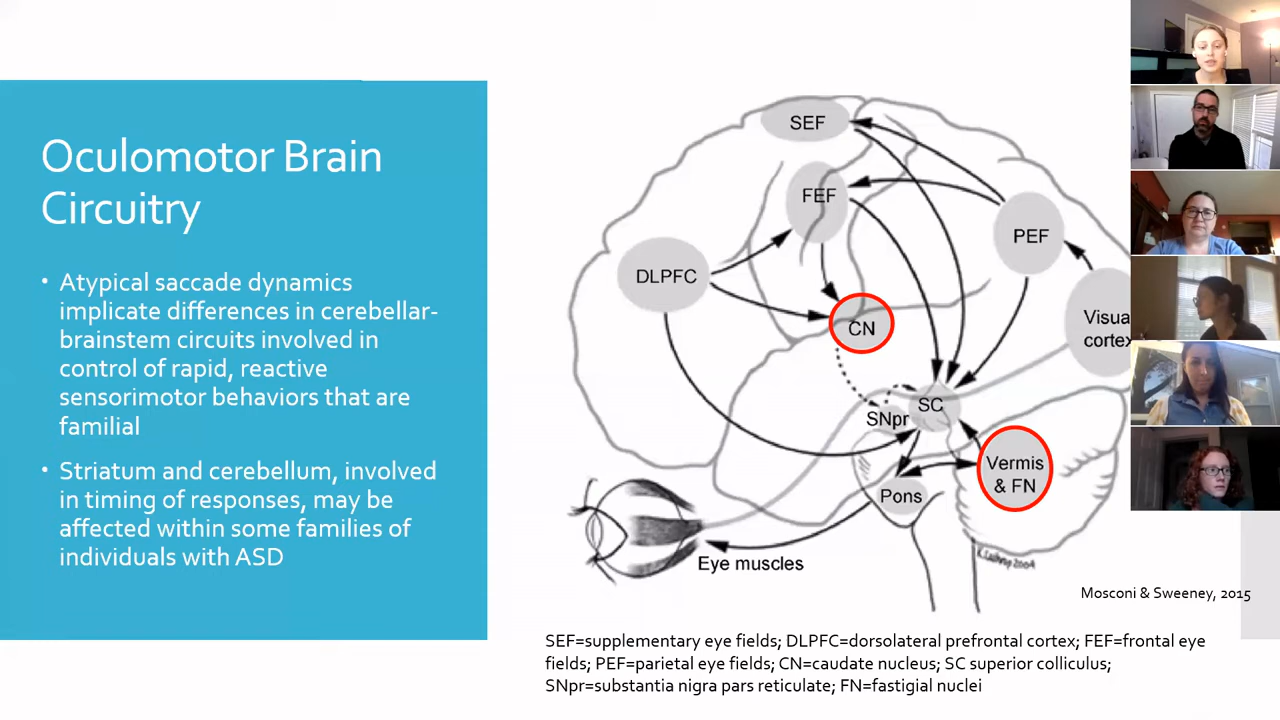 Oculomotor Brain
Circuitry
• Atypical saccade dynamics
implicate differences in cerebellar-
brainstem circuits involved in
control of rapid, reactive
sensorimotor behaviors that are
familial
• Striatum and cerebellum, involved
in timing of responses, may be
affected within some families of
individuals with ASD
SEF
FEF
PEF
DLPFC
CN
Visua
cortex
SC
SNpr
Vermis
& FN
Pons
Eye muscles
Mosconi & Sweeney, 2015
SEF=supplementary eye fields; DLPFC=dorsolateral prefrontal cortex; FEF=frontal eye
fields; PEF=parietal eye fields; CN=caudate nucleus; SC superior colliculus;
SNpr=substantia nigra pars reticulate; FN=fastigial nuclei